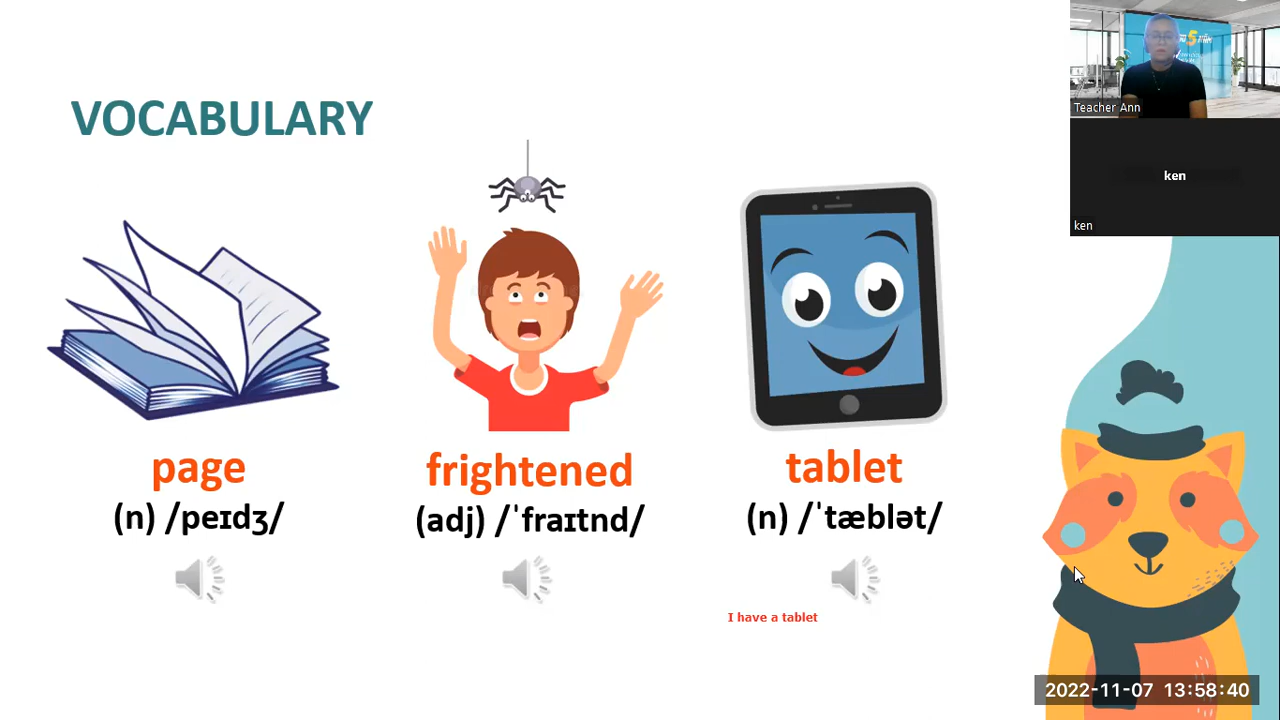 VOCABULARY
page
(n) /peɪdʒ/
frightened
(adj) /ˈfraɪtnd/
tablet
(n) /ˈtæblət/
I have a tablet
5
Teacher Ann
ken
ken
2022-11-07 13:58:40